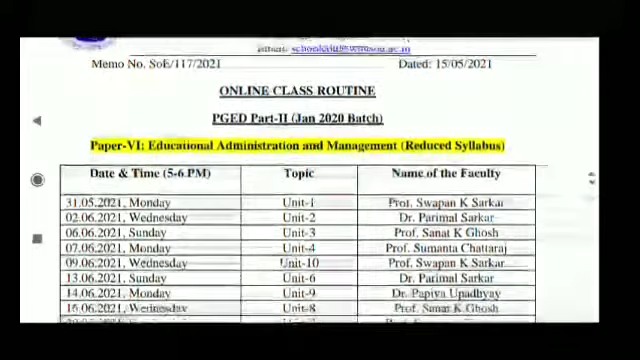 Memo No. SoE/117/2021 Dated: 15/05/2021
ONLINE CLASS ROUTINE
PGED Part-II (Jan 2020 Batch)
Paper-VI: Educational Administration and Management (Reduced Syllabus)
Date & Time (5-6 PM) Topic Name of the Faculty
31.05.2021, Monday Unit-1 Prof. Swapan K Sarkar
02.06.2021, Wednesday Unit-2 Dr. Parimal Sarkar
06.06.2021, Sunday Unit-3 Prof. Sanat K Ghosh
07.06.2021, Monday Unit-4 Prof. Sumanta Chattaraj
09.06.2021, Wednesday Unit-10 Prof. Swapan K Sarkar
13.06.2021, Sunday Unit-6 Dr. Parimal Sarkar
14.06.2021, Monday Unit-9 Dr. Papiya Upadhyay
16.06.2021, Wednesday Unit-8 Prof. Sanat K Ghosh